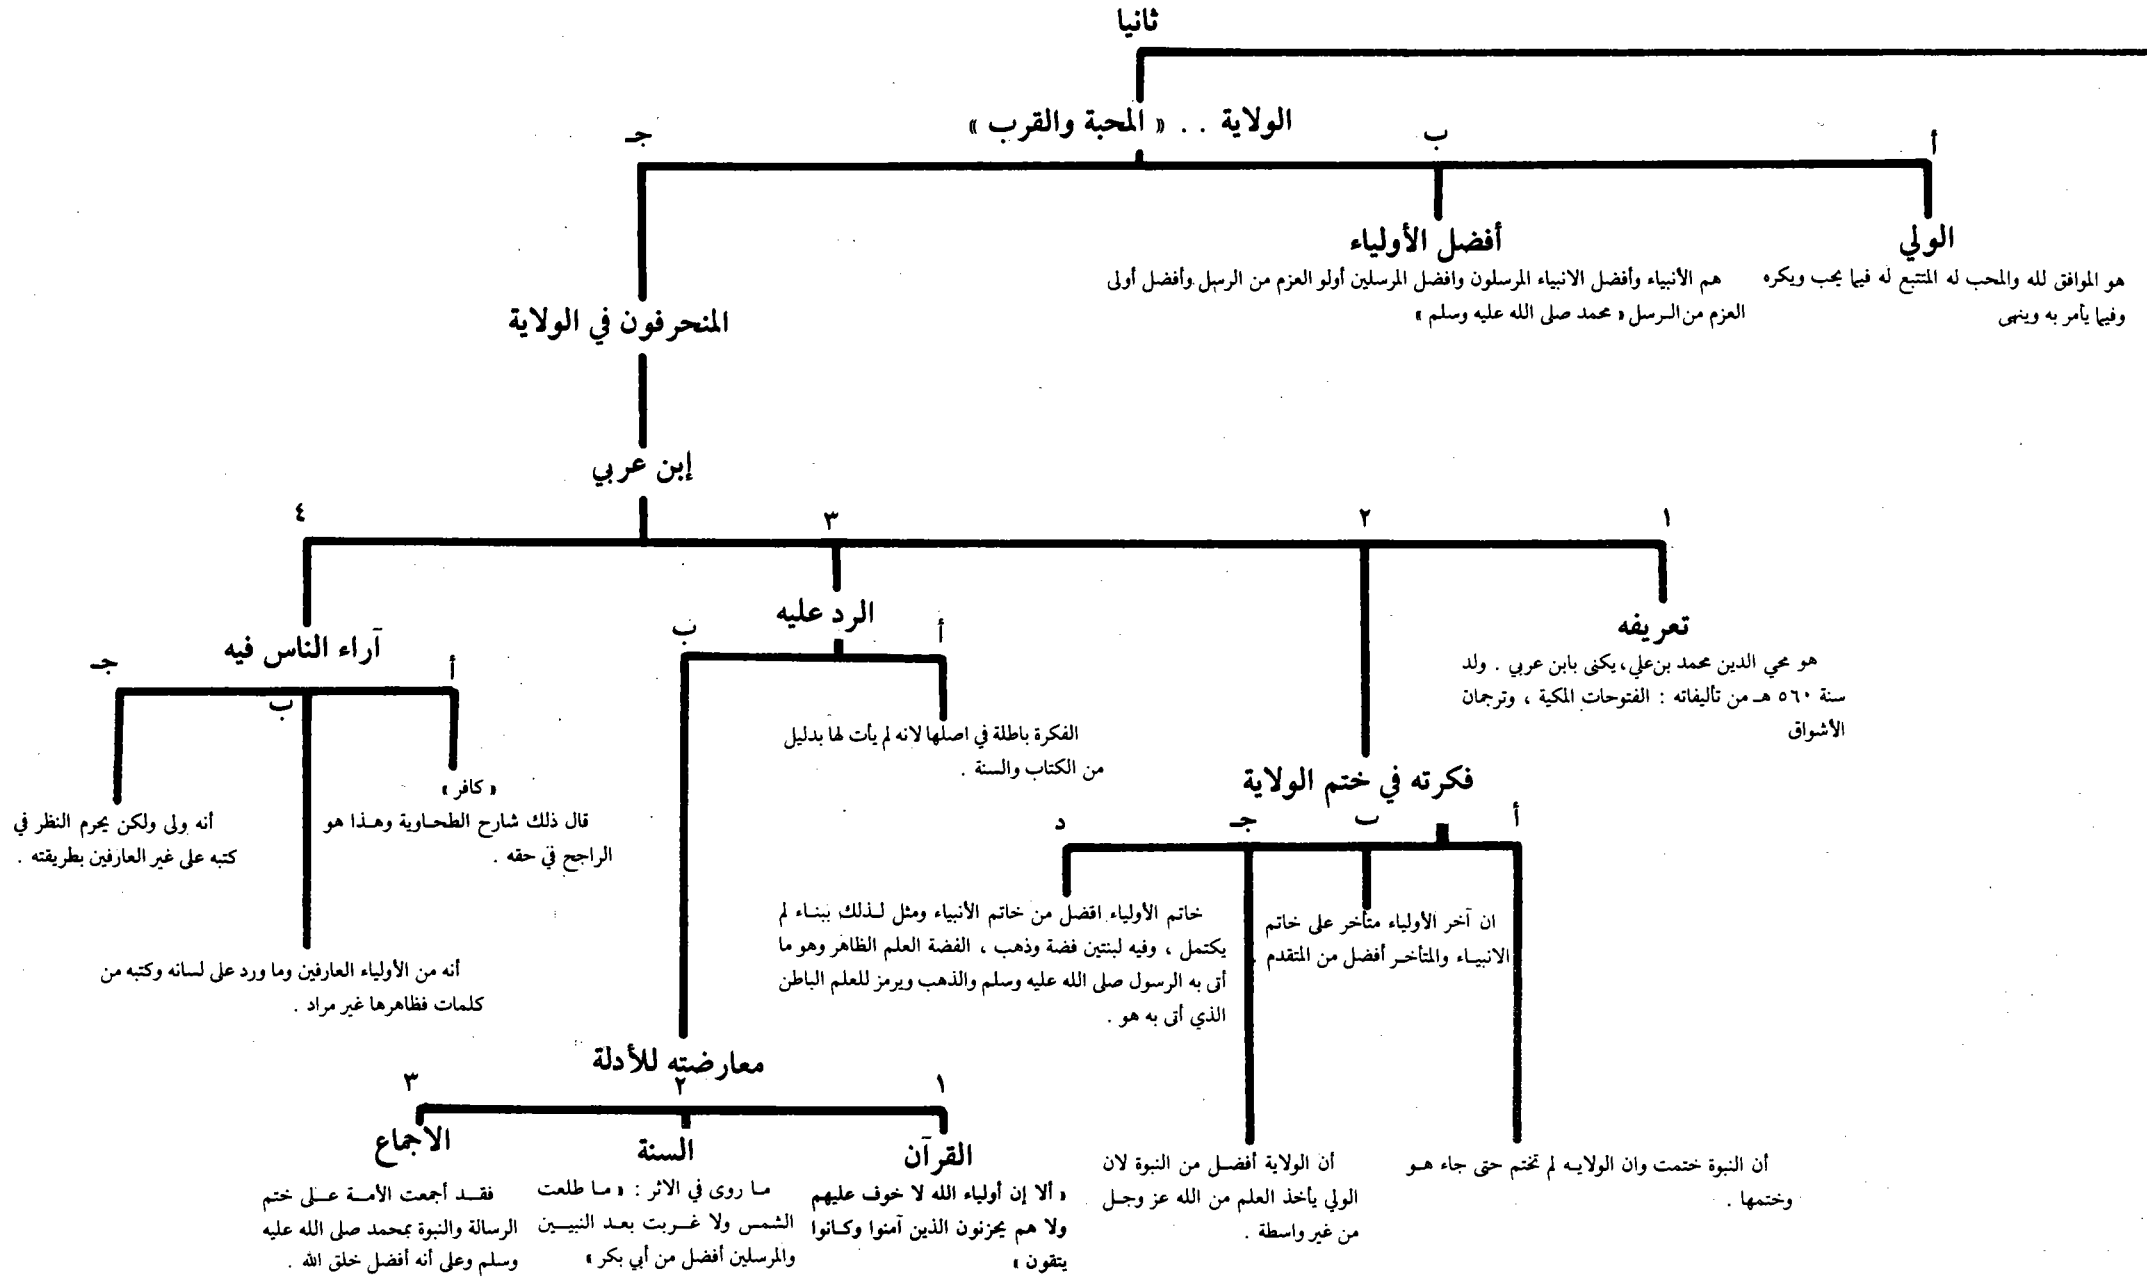 ثانيا
الولاية . . « المحبة والقرب »
أ
ب
جـ
الولي
هو الموافق لله والمحب له المتتبع له فيما يحب ويكره
وفيما يأمر به وينهى
أفضل الأولياء
هم الأنبياء وأفضل الانبياء المرسلون وافضل المرسلين أولو العزم من الرسل وأفضل أولى
العزم من الرسل « محمد صلى الله عليه وسلم »
المنحرفون في الولاية
إبن عربي
١
٢
٣
٤
تعريفه
هو محي الدين محمد بن علي ، يكنى بابن عربي . ولد
سنة ٥٦٠ هـ من تأليفاته : الفتوحات المكية ، وترجمان
الأشواق
فكرته في ختم الولاية
أ
ب
جـ
د
أن النبوة ختمت وان الولايه لم تختم حتى جاء هو
وختمها .
ان آخر الأولياء متأخر على خاتم
الانبياء والمتأخر أفضل من المتقدم .
أن الولاية أفضل من النبوة لان
الولي يأخذ العلم من الله عز وجل
من غير واسطة .
خاتم الأولياء افضل من خاتم الأنبياء ومثل لذلك ببناء لم
يكتمل ، وفيه لبنتين فضة وذهب ، الفضة العلم الظاهر وهو ما
أتى به الرسول صلى الله عليه وسلم والذهب ويرمز للعلم الباطن
الذي أتى به هو .
الرد عليه
أ
ب
الفكرة باطلة في اصلها لانه لم يأت لها بدليل
من الكتاب والسنة .
معارضته للأدلة
١
٢
٣
القرآن
« ألا إن أولياء الله لا خوف عليهم
ولا هم يحزنون الذين آمنوا وكانوا
يتقون »
السنة
ما روى في الاثر : « ما طلعت
الشمس ولا غربت بعد النبيين
والمرسلين أفضل من أبي بكر »
الاجماع
فقد أجمعت الأمة على ختم
الرسالة والنبوة بمحمد صلى الله عليه
وسلم وعلى أنه أفضل خلق الله .
آراء الناس فيه
أ
ب
جـ
« كافر »
قال ذلك شارح الطحاوية وهذا هو
الراجح في حقه .
أنه من الأولياء العارفين وما ورد على لسانه وكتبه من
كلمات فظاهرها غير مراد .
أنه ولى ولكن يحرم النظر في
كتبه على غير العارفين بطريقته .